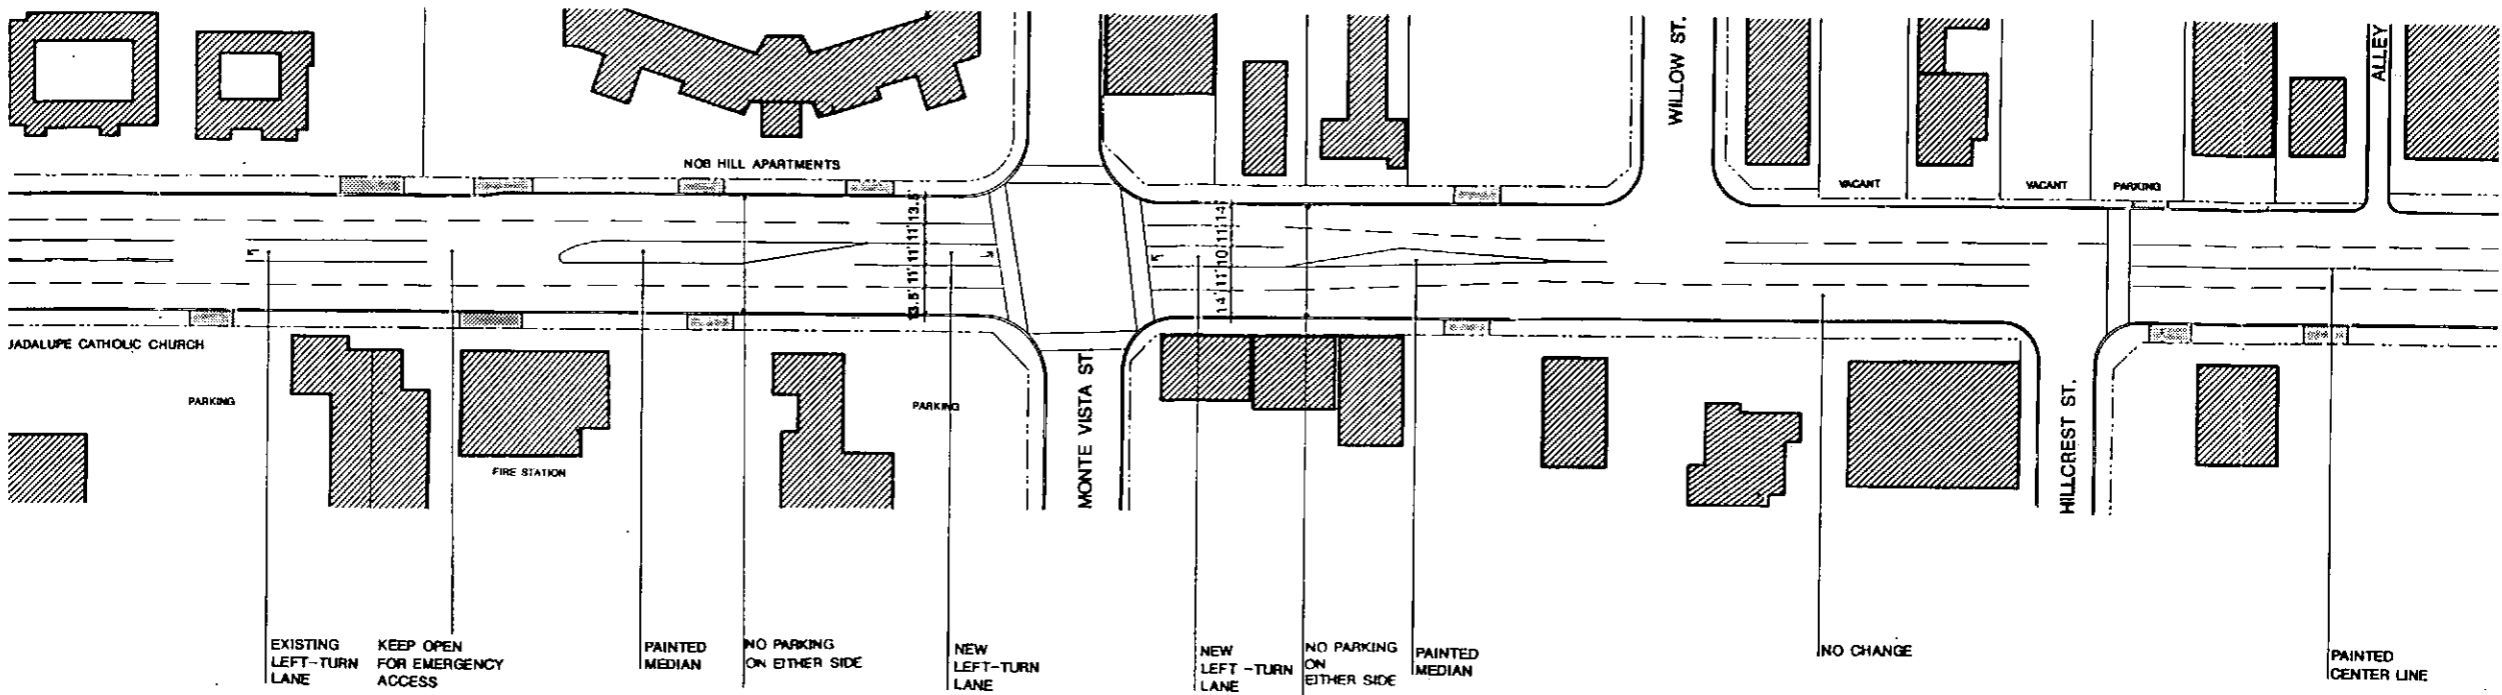 WILLOW ST.
ALLEY
NOB HILL APARTMENTS
VACANT
VACANT
PARKING
13.5' 11' 11' 11' 11' 13.5'
14' 11' 10' 11' 14'
UADALUPE CATHOLIC CHURCH
PARKING
FIRE STATION
PARKING
MONTE VISTA ST.
HILLCREST ST.
EXISTING
LEFT-TURN
LANE
KEEP OPEN
FOR EMERGENCY
ACCESS
PAINTED
MEDIAN
NO PARKING
ON EITHER SIDE
NEW
LEFT-TURN
LANE
NEW
LEFT-TURN
LANE
NO PARKING
ON
EITHER SIDE
PAINTED
MEDIAN
NO CHANGE
PAINTED
CENTER LINE